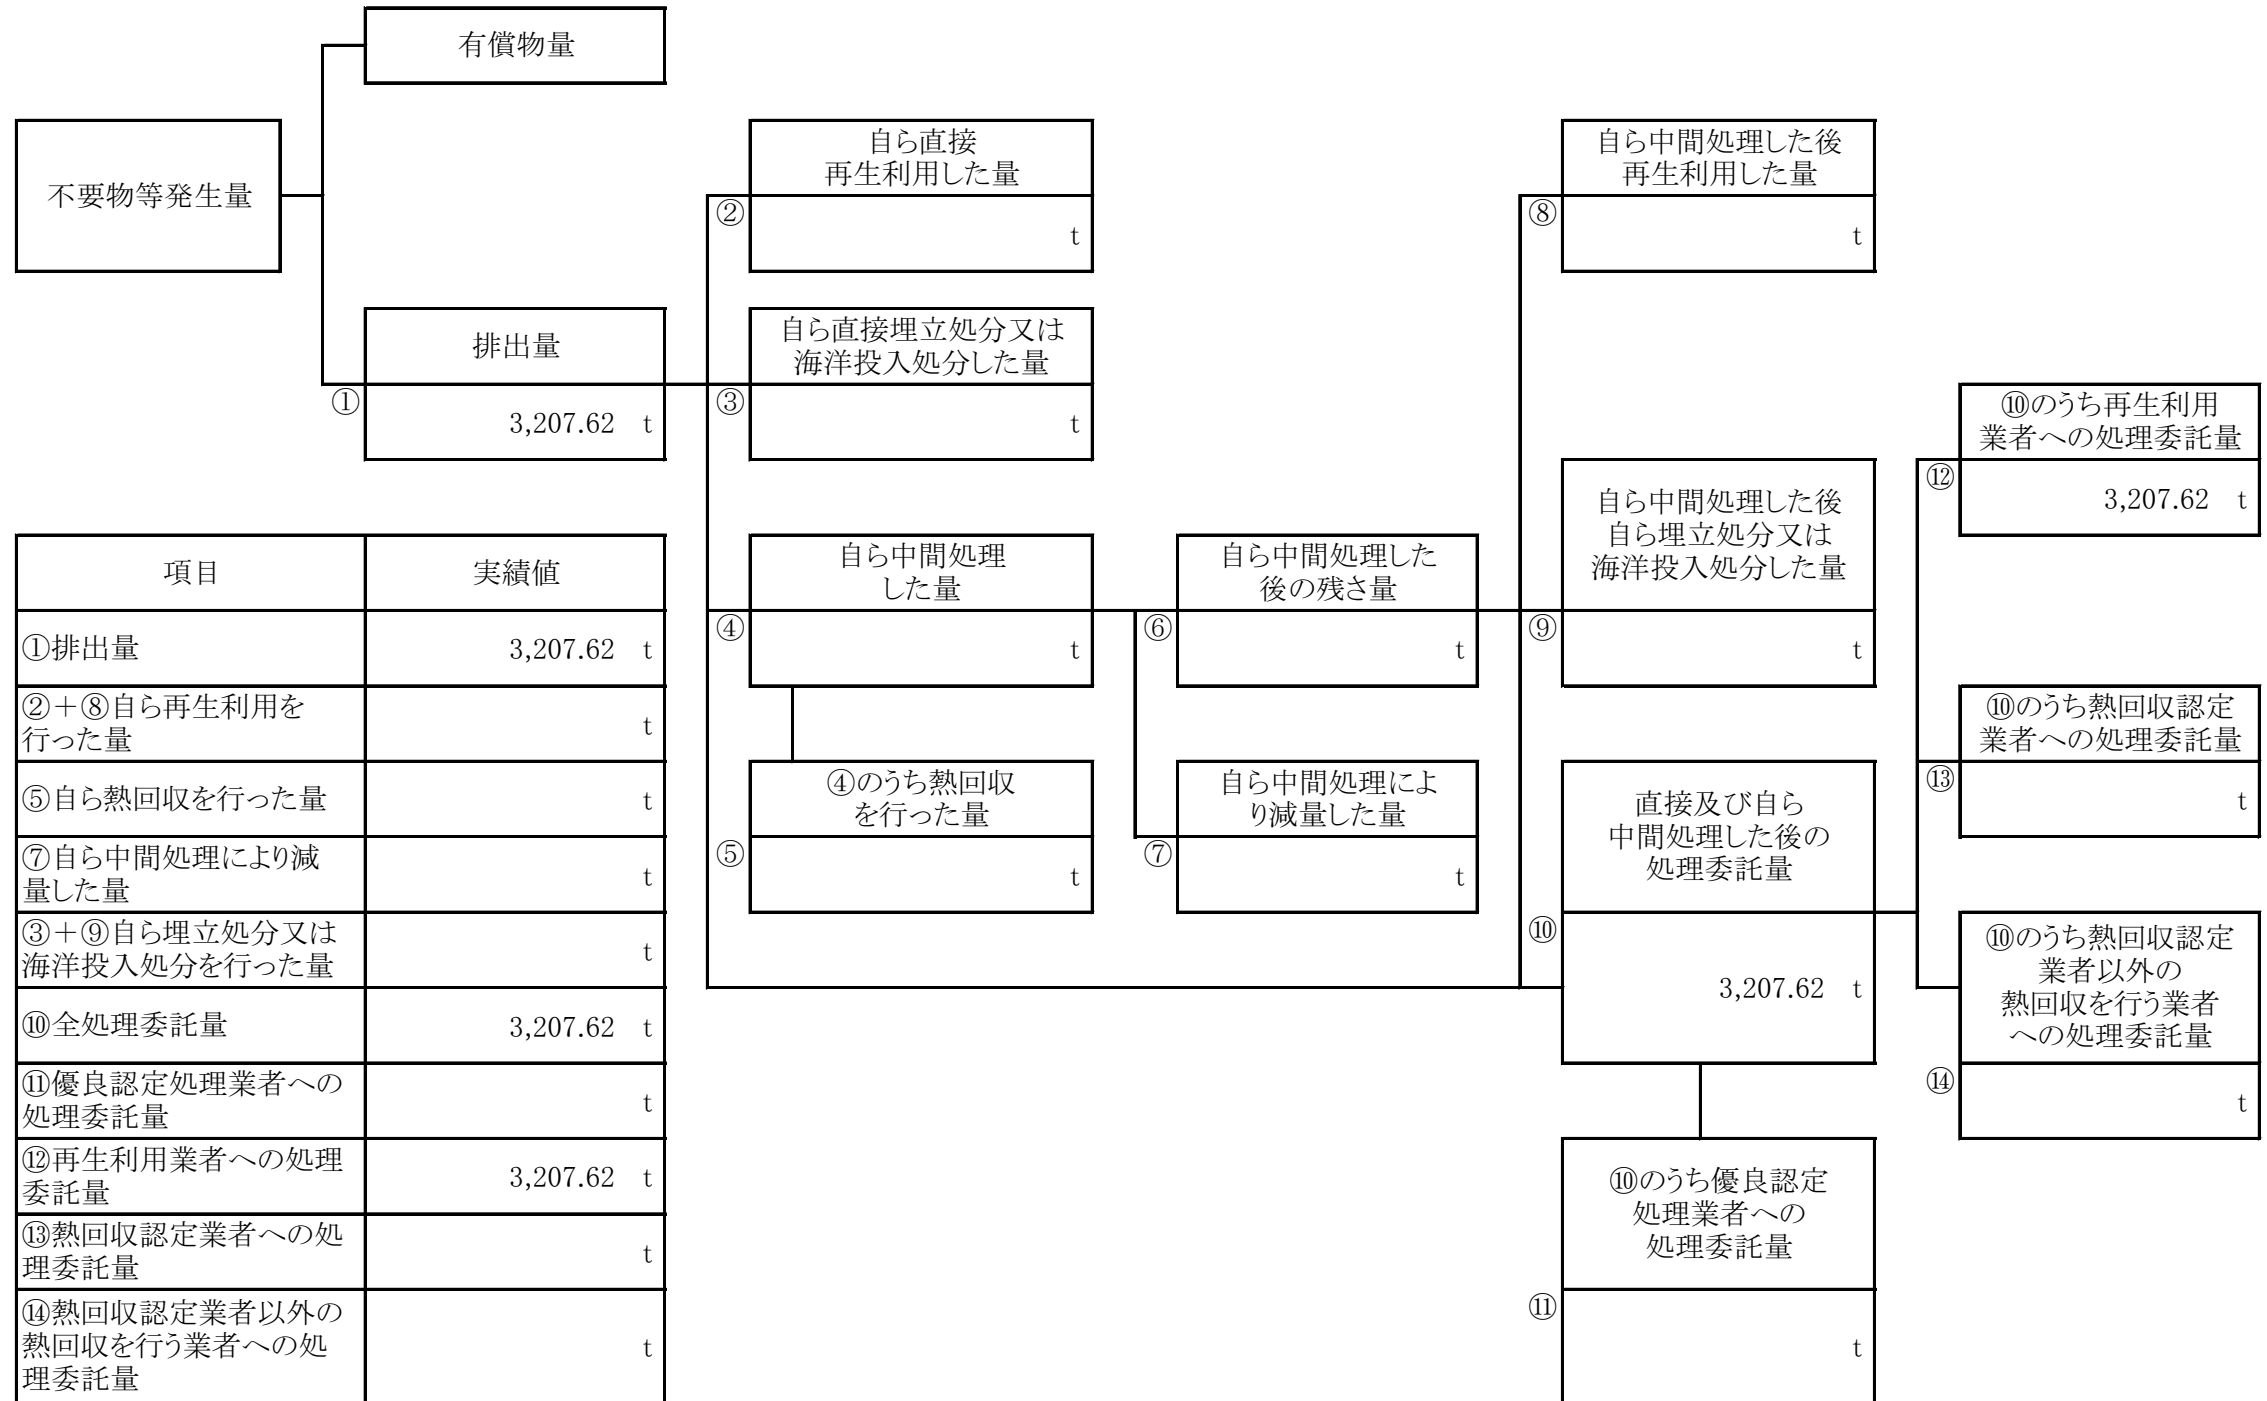 有償物量
不要物等発生量
自ら直接
再生利用した量
②
t
自ら中間処理した後
再生利用した量
⑧
t
排出量
①
3,207.62 t
自ら直接埋立処分又は
海洋投入処分した量
③
t
⑩のうち再生利用
業者への処理委託量
⑫
3,207.62 t
自ら中間処理
した量
④
t
自ら中間処理した
後の残さ量
⑥
t
自ら中間処理した後
自ら埋立処分又は
海洋投入処分した量
⑨
t
⑩のうち熱回収認定
業者への処理委託量
⑬
t
④のうち熱回収
を行った量
⑤
t
自ら中間処理によ
り減量した量
⑦
t
直接及び自ら
中間処理した後の
処理委託量
⑩
3,207.62 t
⑩のうち熱回収認定
業者以外の
熱回収を行う業者
への処理委託量
⑭
t
⑩のうち優良認定
処理業者への
処理委託量
⑪
t
項目 実績値
①排出量 3,207.62 t
②+⑧自ら再生利用を
行った量
t
⑤自ら熱回収を行った量 t
⑦自ら中間処理により減
量した量
t
③+⑨自ら埋立処分又は
海洋投入処分を行った量
t
⑩全処理委託量 3,207.62 t
⑪優良認定処理業者への
処理委託量
t
⑫再生利用業者への処理
委託量
3,207.62 t
⑬熱回収認定業者への処
理委託量
t
⑭熱回収認定業者以外の
熱回収を行う業者への処
理委託量
t